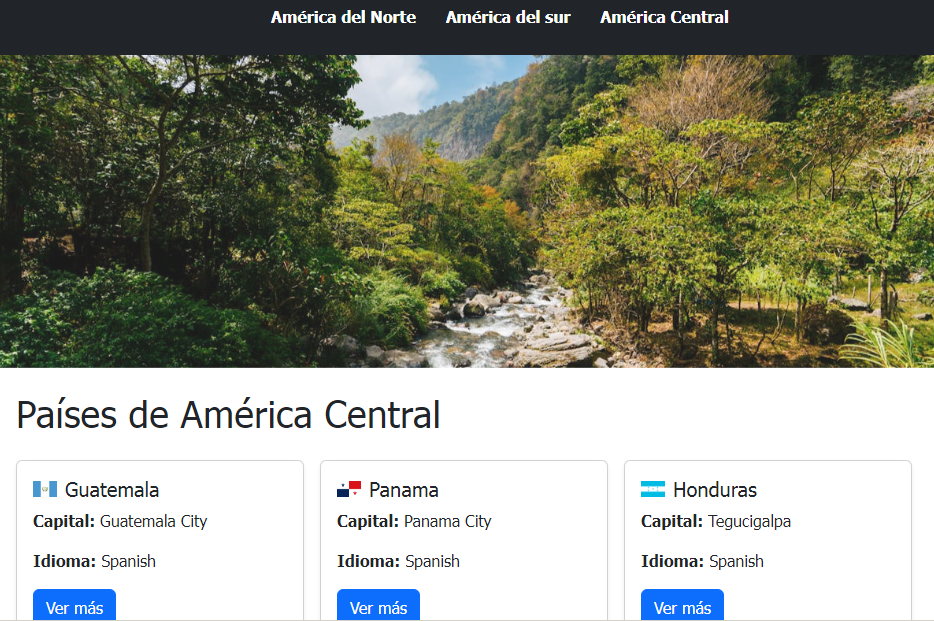 América del Norte América del sur América Central
Países de América Central
Guatemala
Capital: Guatemala City
Idioma: Spanish
Ver más
Panama
Capital: Panama City
Idioma: Spanish
Ver más
Honduras
Capital: Tegucigalpa
Idioma: Spanish
Ver más